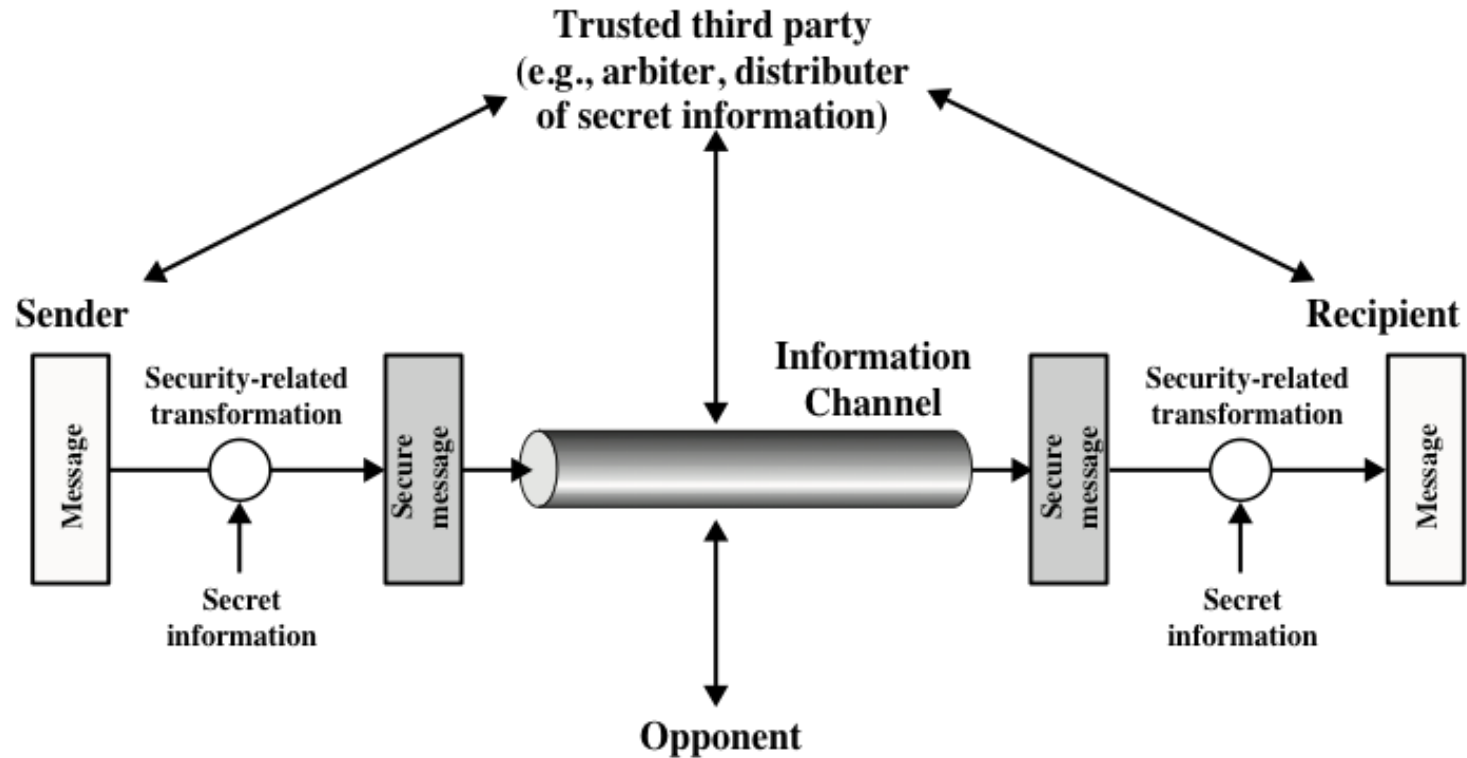 Trusted third party
(e.g., arbiter, distributer
of secret information)
Sender
Recipient
Information
Channel
Security-related
transformation
Security-related
transformation
Message
Secure
message
Secure
message
Message
Secret
information
Secret
information
Opponent